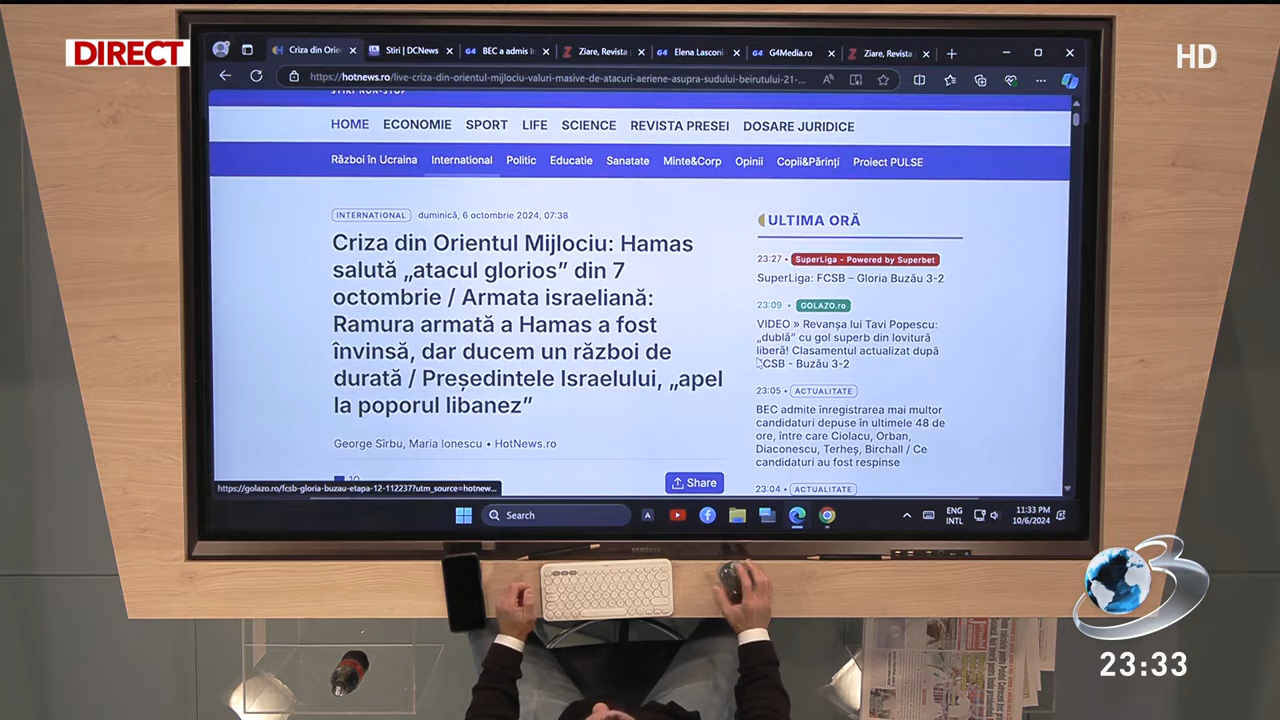 DIRECT
HD
Criza din Orie
Stiri | DCNews
G4 BEC a admis îr
Z Ziare, Revista
G4 Elena Lasconi
G4 G4Media.ro
Z Ziare, Revista
https://hotnews.ro/live-criza-din-orientul-mijlociu-valuri-masive-de-atacuri-aeriene-asupra-sudului-beirutului-21-...
ȘTIRI NON-STOP
HOME ECONOMIE SPORT LIFE SCIENCE REVISTA PRESEI DOSARE JURIDICE
Război în Ucraina International Politic Educatie Sanatate Minte&Corp Opinii Copii&Părinți Proiect PULSE
INTERNATIONAL duminică, 6 octombrie 2024, 07:38
Criza din Orientul Mijlociu: Hamas
salută „atacul glorios” din 7
octombrie / Armata israeliană:
Ramura armată a Hamas a fost
învinsă, dar ducem un război de
durată / Președintele Israelului, „apel
la poporul libanez”
George Sîrbu, Maria Ionescu • HotNews.ro
10
Share
ULTIMA ORĂ
23:27 • SuperLiga - Powered by Superbet
SuperLiga: FCSB – Gloria Buzău 3-2
23:09 • GOLAZO.ro
VIDEO » Revanșa lui Tavi Popescu:
„dublă” cu gol superb din lovitură
liberă! Clasamentul actualizat după
FCSB - Buzău 3-2
23:05 • ACTUALITATE
BEC admite înregistrarea mai multor
candidaturi depuse în ultimele 48 de
ore, între care Ciolacu, Orban,
Diaconescu, Terheș, Birchall / Ce
candidaturi au fost respinse
23:04 • ACTUALITATE
https://golazo.ro/fcsb-gloria-buzau-etapa-12-112237?utm_source=hotnew...
Search
ENG
INTL
11:33 PM
10/6/2024
SAMSUNG
3
23:33